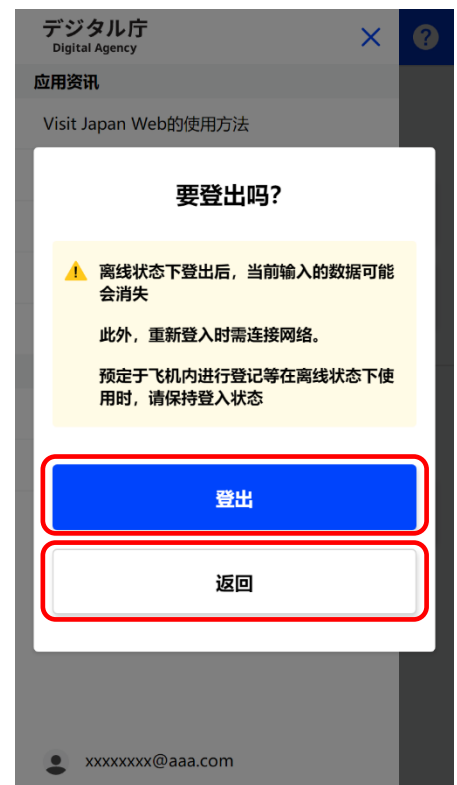 デジタル庁
Digital Agency
应用资讯
Visit Japan Web的使用方法
要登出吗?
离线状态下登出后，当前输入的数据可能
会消失
此外，重新登入时需连接网络。
预定于飞机内进行登记等在离线状态下使
用时，请保持登入状态
登出
返回
xxxxxxxx@aaa.com